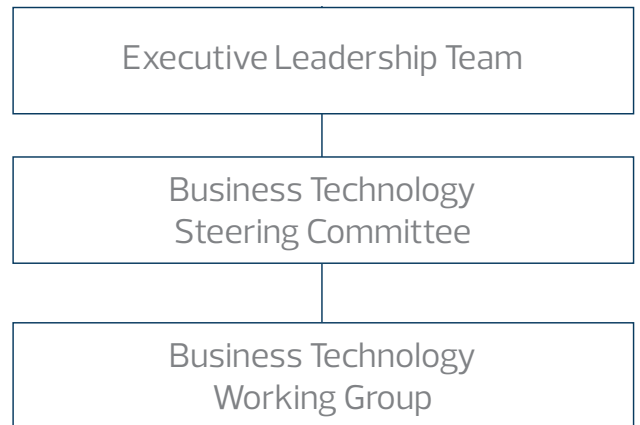 Executive Leadership Team
Business Technology
Steering Committee
Business Technology
Working Group